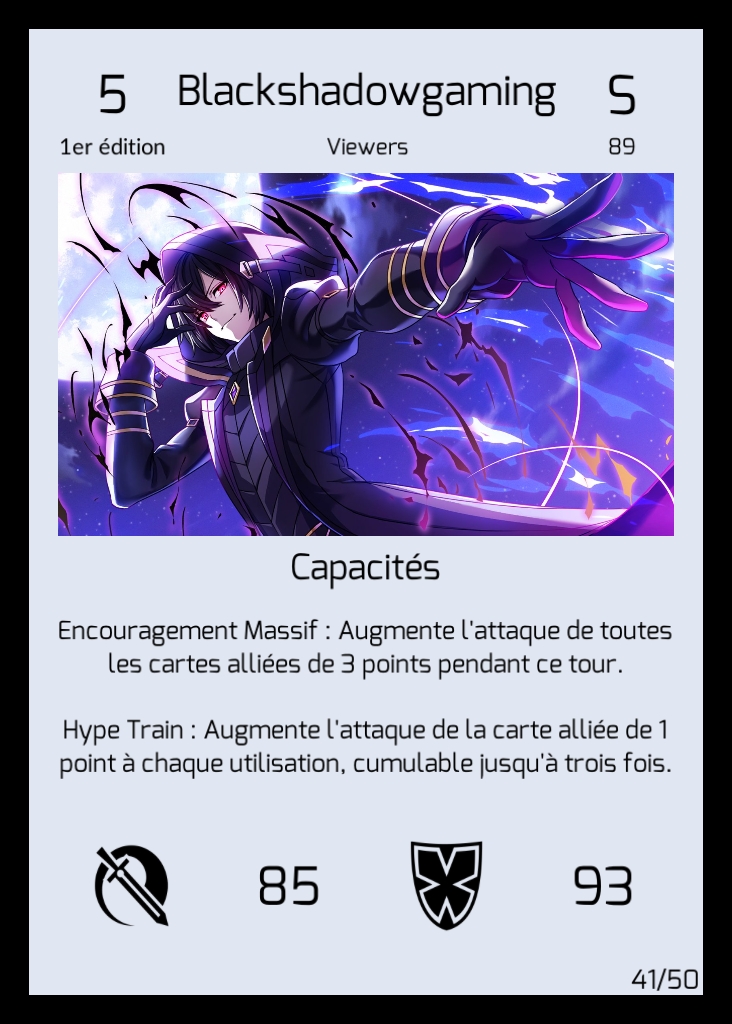 5 Blackshadowgaming S
1er édition Viewers 89
Capacités
Encouragement Massif : Augmente l'attaque de toutes
les cartes alliées de 3 points pendant ce tour.
Hype Train : Augmente l'attaque de la carte alliée de 1
point à chaque utilisation, cumulable jusqu'à trois fois.
85 93
41/50